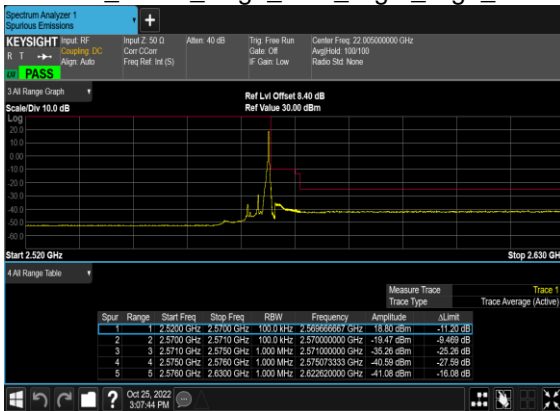 Spectrum Analyzer 1
Spurious Emissions
KEYSIGHT Input: RF Input Z: 50 Ω Atten: 40 dB Trig: Free Run Center Freq: 22.005000000 GHz
R T Coupling: DC Corr CCorr Gate: Off Avg|Hold: 100/100
Align: Auto Freq Ref: Int (S) IF Gain: Low Radio Std: None
PASS
3 All Range Graph
Ref Lvl Offset 8.40 dB
Scale/Div 10.0 dB Ref Value 30.00 dBm
Log
20.0
10.0
0.00
-10.0
-20.0
-30.0
-40.0
-50.0
-60.0
Start 2.520 GHz Stop 2.630 GH
4 All Range Table
Measure Trace Trace 1
Trace Type Trace Average (Active)
Spur Range Start Freq Stop Freq RBW Frequency Amplitude ΔLimit
1 1 2.5200 GHz 2.5700 GHz 100.0 kHz 2.569666667 GHz 18.80 dBm -11.20 dB
2 2 2.5700 GHz 2.5710 GHz 100.0 kHz 2.570000000 GHz -19.47 dBm -9.469 dB
3 3 2.5710 GHz 2.5750 GHz 1.000 MHz 2.571000000 GHz -35.26 dBm -25.26 dB
4 4 2.5750 GHz 2.5760 GHz 1.000 MHz 2.575073333 GHz -40.59 dBm -27.59 dB
5 5 2.5760 GHz 2.6300 GHz 1.000 MHz 2.622620000 GHz -41.08 dBm -16.08 dB
Oct 25, 2022
3:07:44 PM